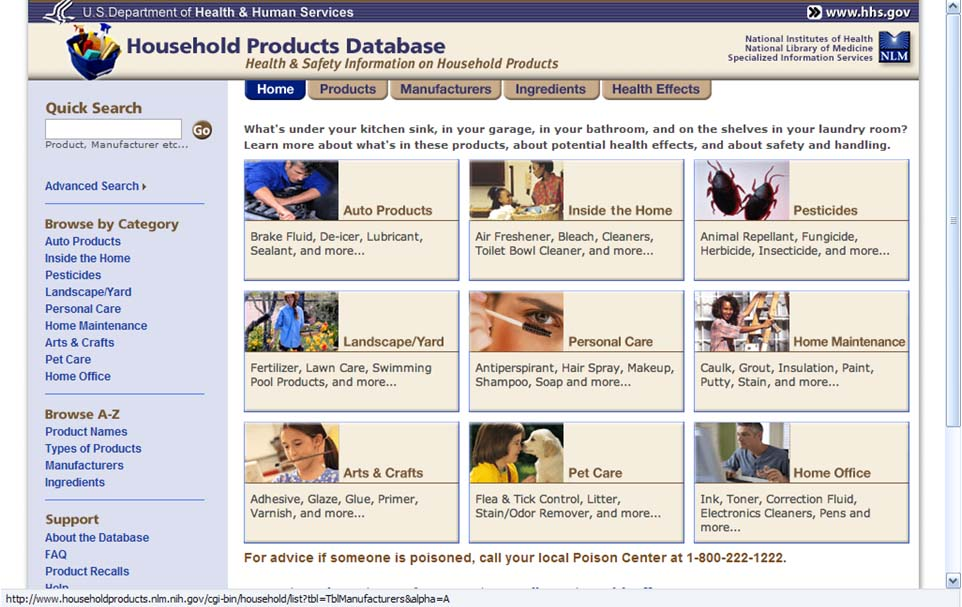 U.S Department of Health & Human Services
www.hhs.gov
Household Products Database
Health & Safety Information on Household Products
National Institutes of Health
National Library of Medicine
Specialized Information Services
NLM
Home
Products
Manufacturers
Ingredients
Health Effects
Quick Search
Go
Product, Manufacturer etc...
Advanced Search
Browse by Category
Auto Products
Inside the Home
Pesticides
Landscape/Yard
Personal Care
Home Maintenance
Arts & Crafts
Pet Care
Home Office
Browse A-Z
Product Names
Types of Products
Manufacturers
Ingredients
Support
About the Database
FAQ
Product Recalls
Help
What's under your kitchen sink, in your garage, in your bathroom, and on the shelves in your laundry room?
Learn more about what's in these products, about potential health effects, and about safety and handling.
Auto Products
Brake Fluid, De-icer, Lubricant,
Sealant, and more...
Inside the Home
Air Freshener, Bleach, Cleaners,
Toilet Bowl Cleaner, and more...
Pesticides
Animal Repellant, Fungicide,
Herbicide, Insecticide, and more...
Landscape/Yard
Fertilizer, Lawn Care, Swimming
Pool Products, and more...
Personal Care
Antiperspirant, Hair Spray, Makeup,
Shampoo, Soap and more...
Home Maintenance
Caulk, Grout, Insulation, Paint,
Putty, Stain, and more...
Arts & Crafts
Adhesive, Glaze, Glue, Primer,
Varnish, and more...
Pet Care
Flea & Tick Control, Litter,
Stain/Odor Remover, and more...
Home Office
Ink, Toner, Correction Fluid,
Electronics Cleaners, Pens and
more...
For advice if someone is poisoned, call your local Poison Center at 1-800-222-1222.
http://www.householdproducts.nlm.nih.gov/cgi-bin/household/list?tbl=TblManufacturers&alpha=A